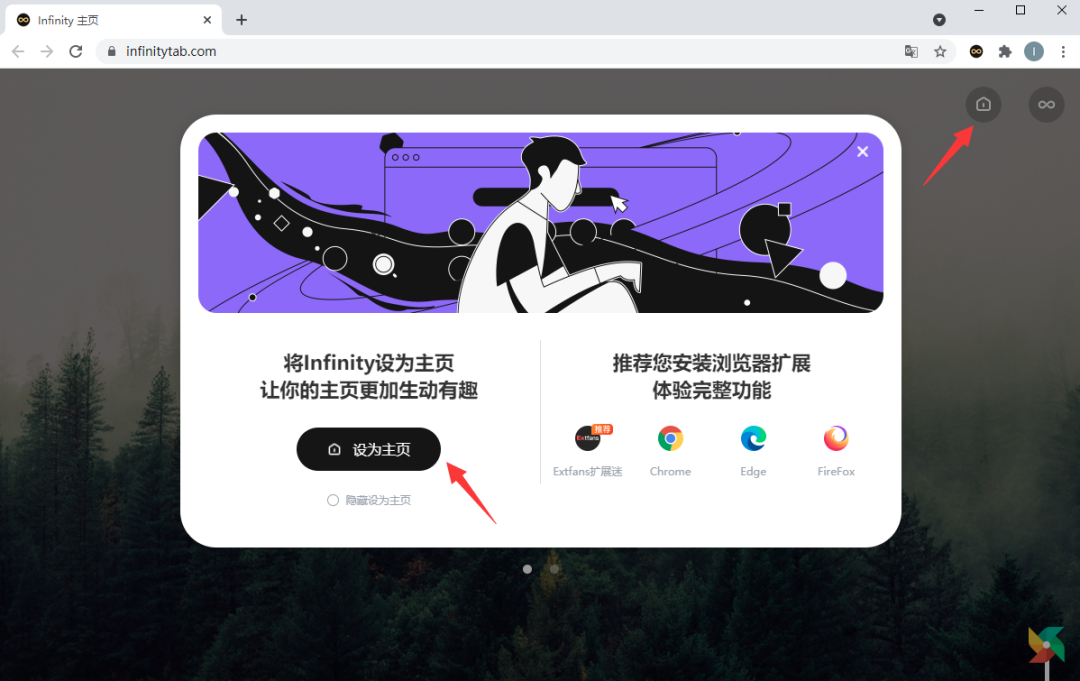 Infinity 主页
infinitytab.com
I
将Infinity设为主页
让你的主页更加生动有趣
设为主页
隐藏设为主页
推荐您安装浏览器扩展
体验完整功能
Extfans
推荐
Extfans扩展迷
Chrome
Edge
FireFox